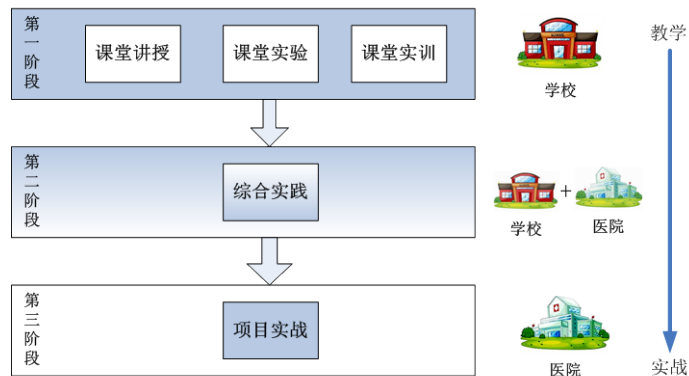 第一阶段
课堂讲授
课堂实验
课堂实训
学校
教学
第二阶段
综合实践
学校
+
医院
第三阶段
项目实战
医院
实战